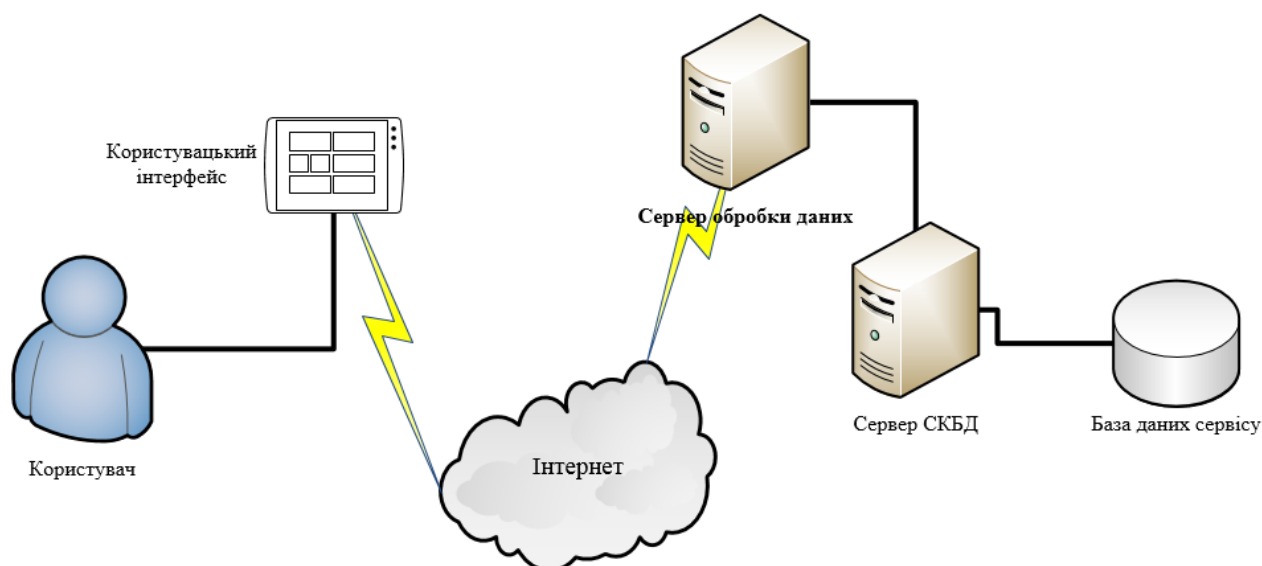 Користувацький
інтерфейс
Користувач
Інтернет
Сервер обробки даних
Сервер СКБД
База даних сервісу